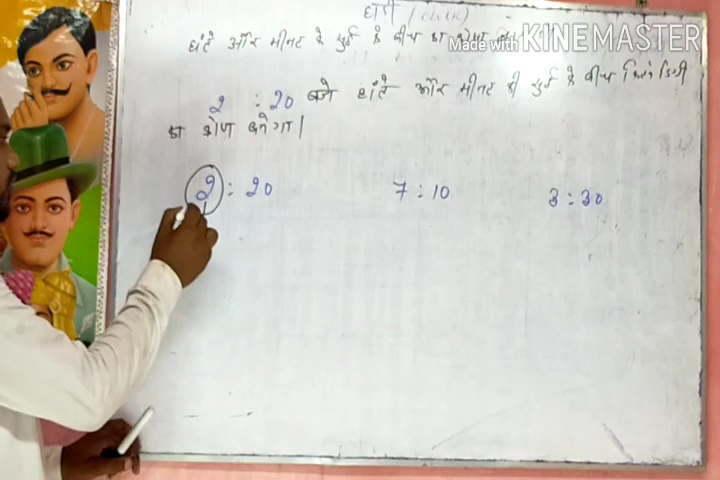 घड़ी (clock)
घंटे और मीनट के सुई के बीच का कोण
Made with KINEMASTER
2 : 20 बजे घंटे और मीनट की सुई के बीच कितने डिग्री
का कोण बनेगा।
2 : 20 7 : 10 3 : 30